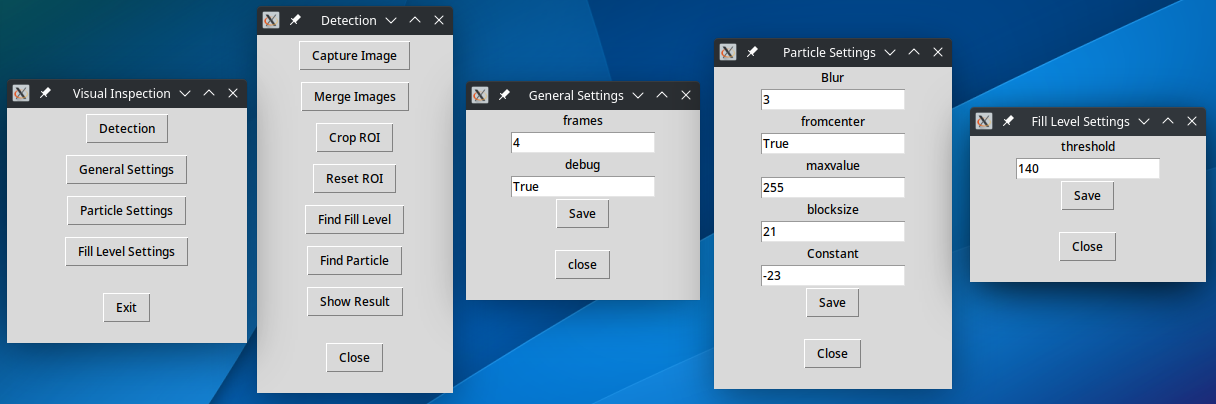 Visual Inspection
Detection
General Settings
Particle Settings
Fill Level Settings
Exit
Detection
Capture Image
Merge Images
Crop ROI
Reset ROI
Find Fill Level
Find Particle
Show Result
Close
General Settings
frames
4
debug
True
Save
close
Particle Settings
Blur
3
fromcenter
True
maxvalue
255
blocksize
21
Constant
-23
Save
Close
Fill Level Settings
threshold
140
Save
Close